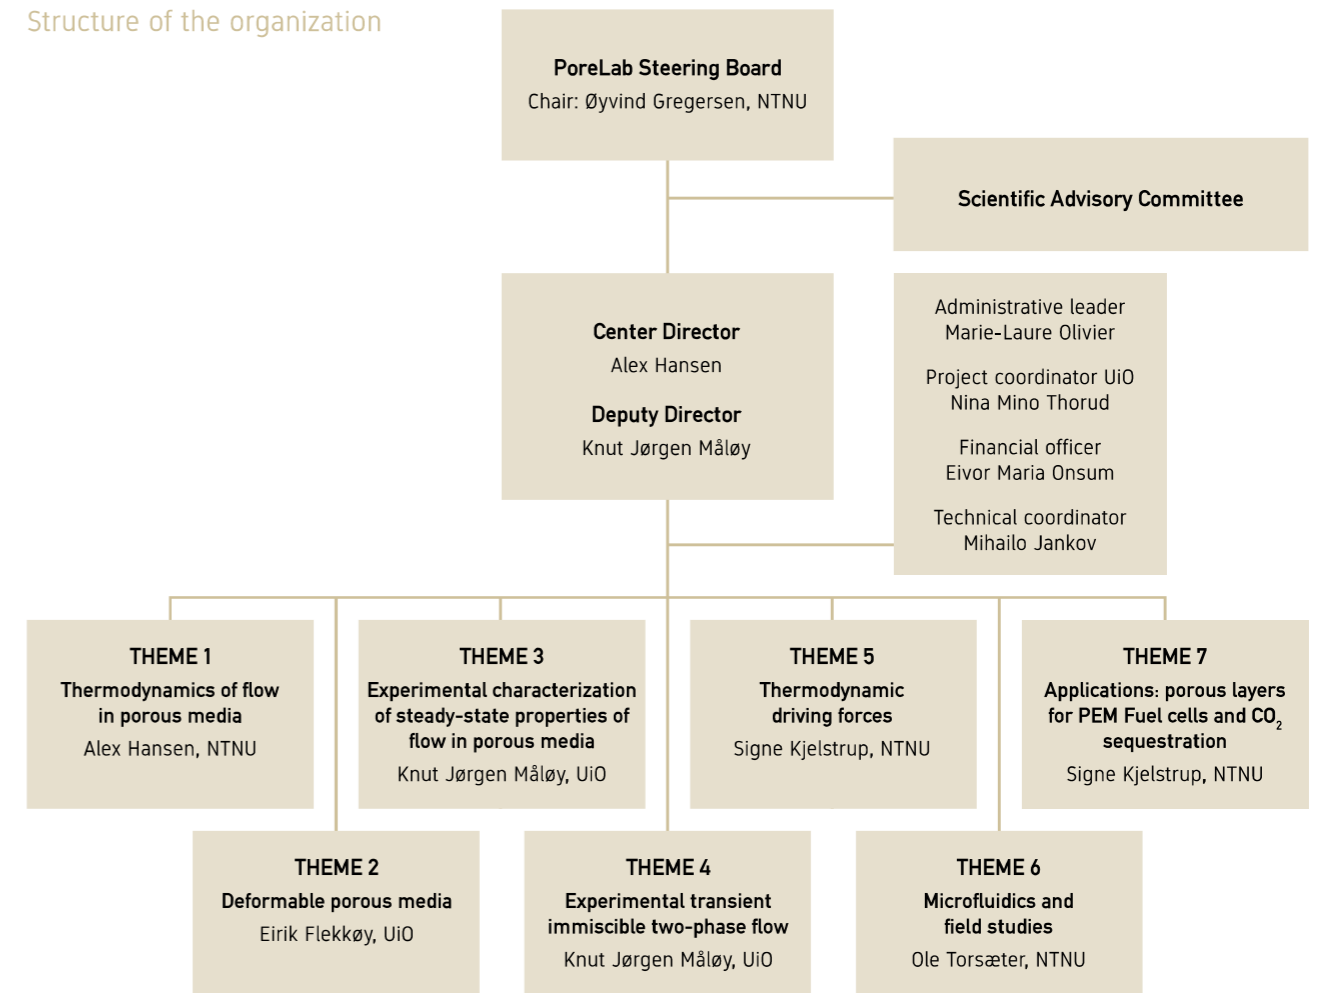 Structure of the organization
PoreLab Steering Board
Chair: Øyvind Gregersen, NTNU
Scientific Advisory Committee
Center Director
Alex Hansen
Deputy Director
Knut Jørgen Måløy
Administrative leader
Marie-Laure Olivier
Project coordinator UiO
Nina Mino Thorud
Financial officer
Eivor Maria Onsum
Technical coordinator
Mihailo Jankov
THEME 1
Thermodynamics of flow
in porous media
Alex Hansen, NTNU
THEME 3
Experimental characterization
of steady-state properties of
flow in porous media
Knut Jørgen Måløy, UiO
THEME 5
Thermodynamic
driving forces
Signe Kjelstrup, NTNU
THEME 7
Applications: porous layers
for PEM Fuel cells and CO₂
sequestration
Signe Kjelstrup, NTNU
THEME 2
Deformable porous media
Eirik Flekkøy, UiO
THEME 4
Experimental transient
immiscible two-phase flow
Knut Jørgen Måløy, UiO
THEME 6
Microfluidics and
field studies
Ole Torsæter, NTNU